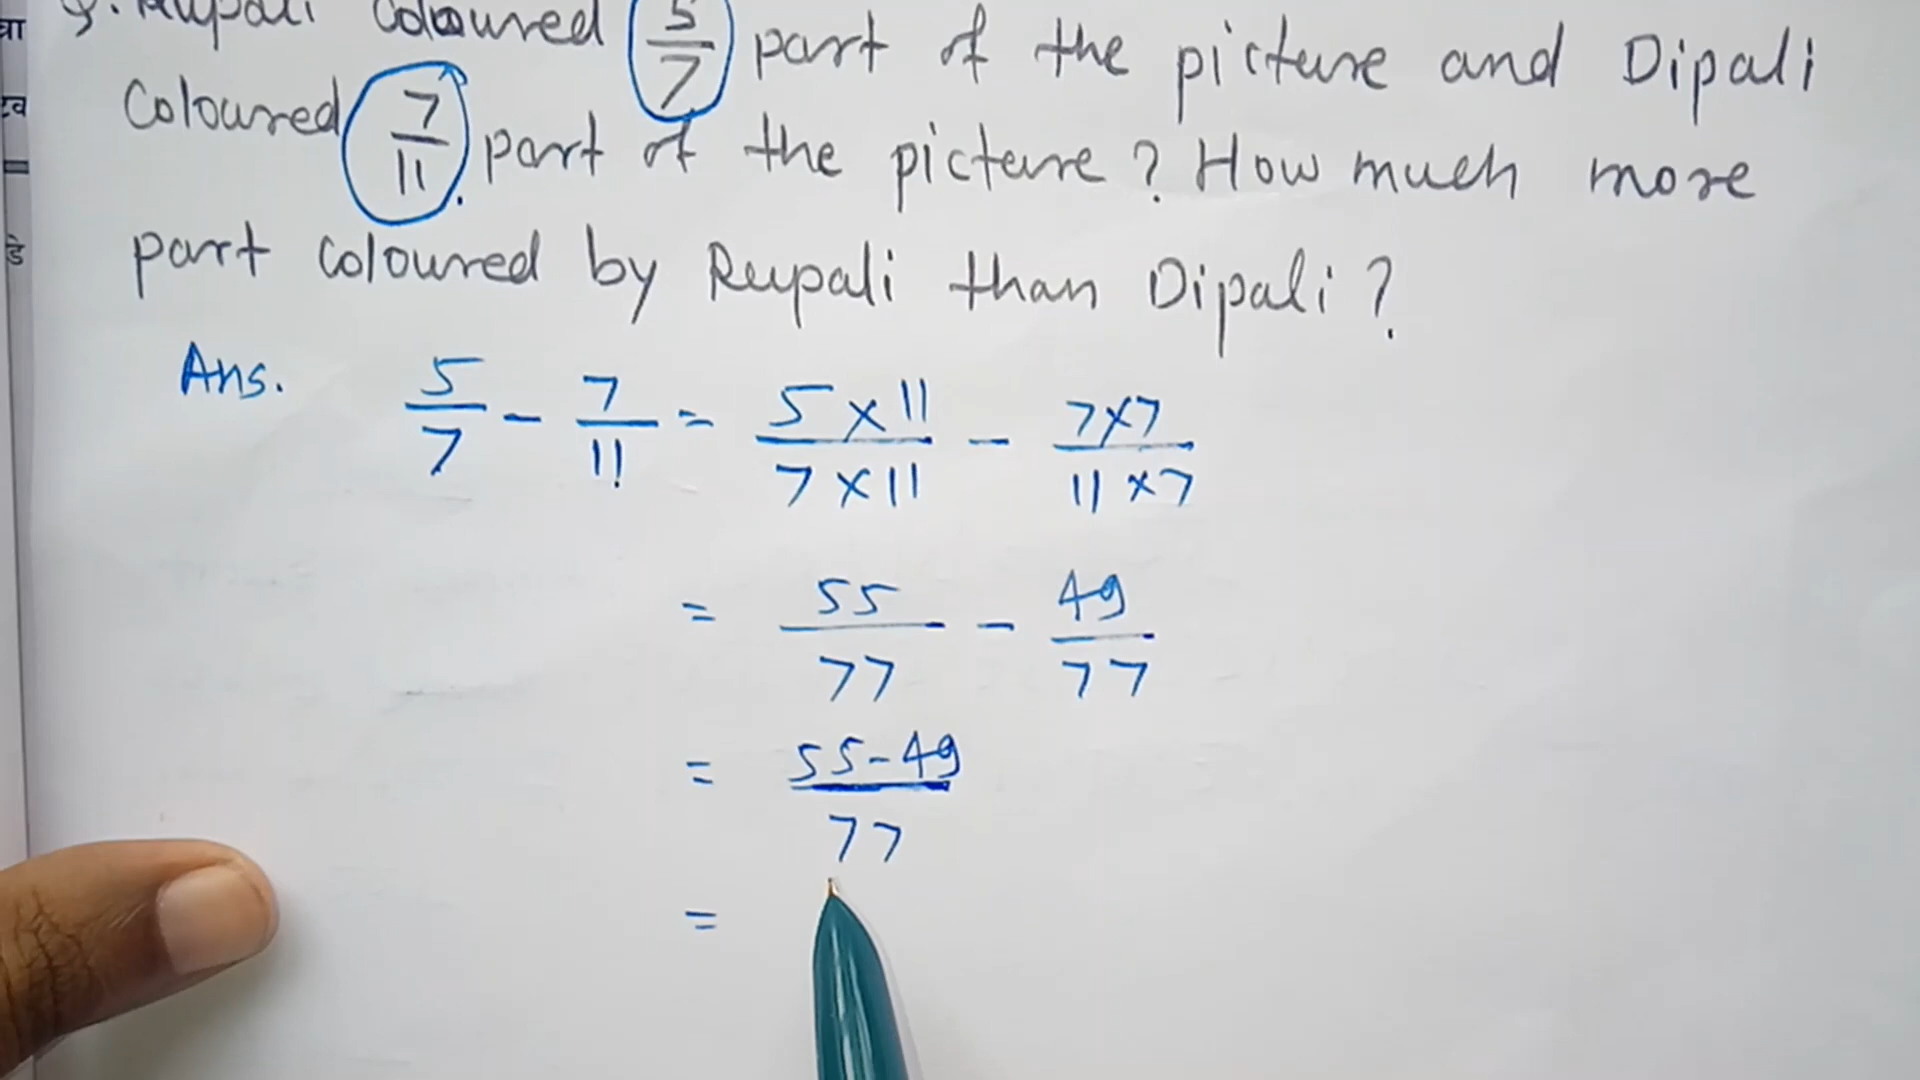 Rupali Coloured 5/7 part of the picture and Dipali
Coloured 7/11 part of the picture? How much more
part coloured by Rupali than Dipali?
Ans. 5/7 - 7/11 = 5×11/7×11 - 7×7/11×7
= 55/77 - 49/77
= 55-49/77
=